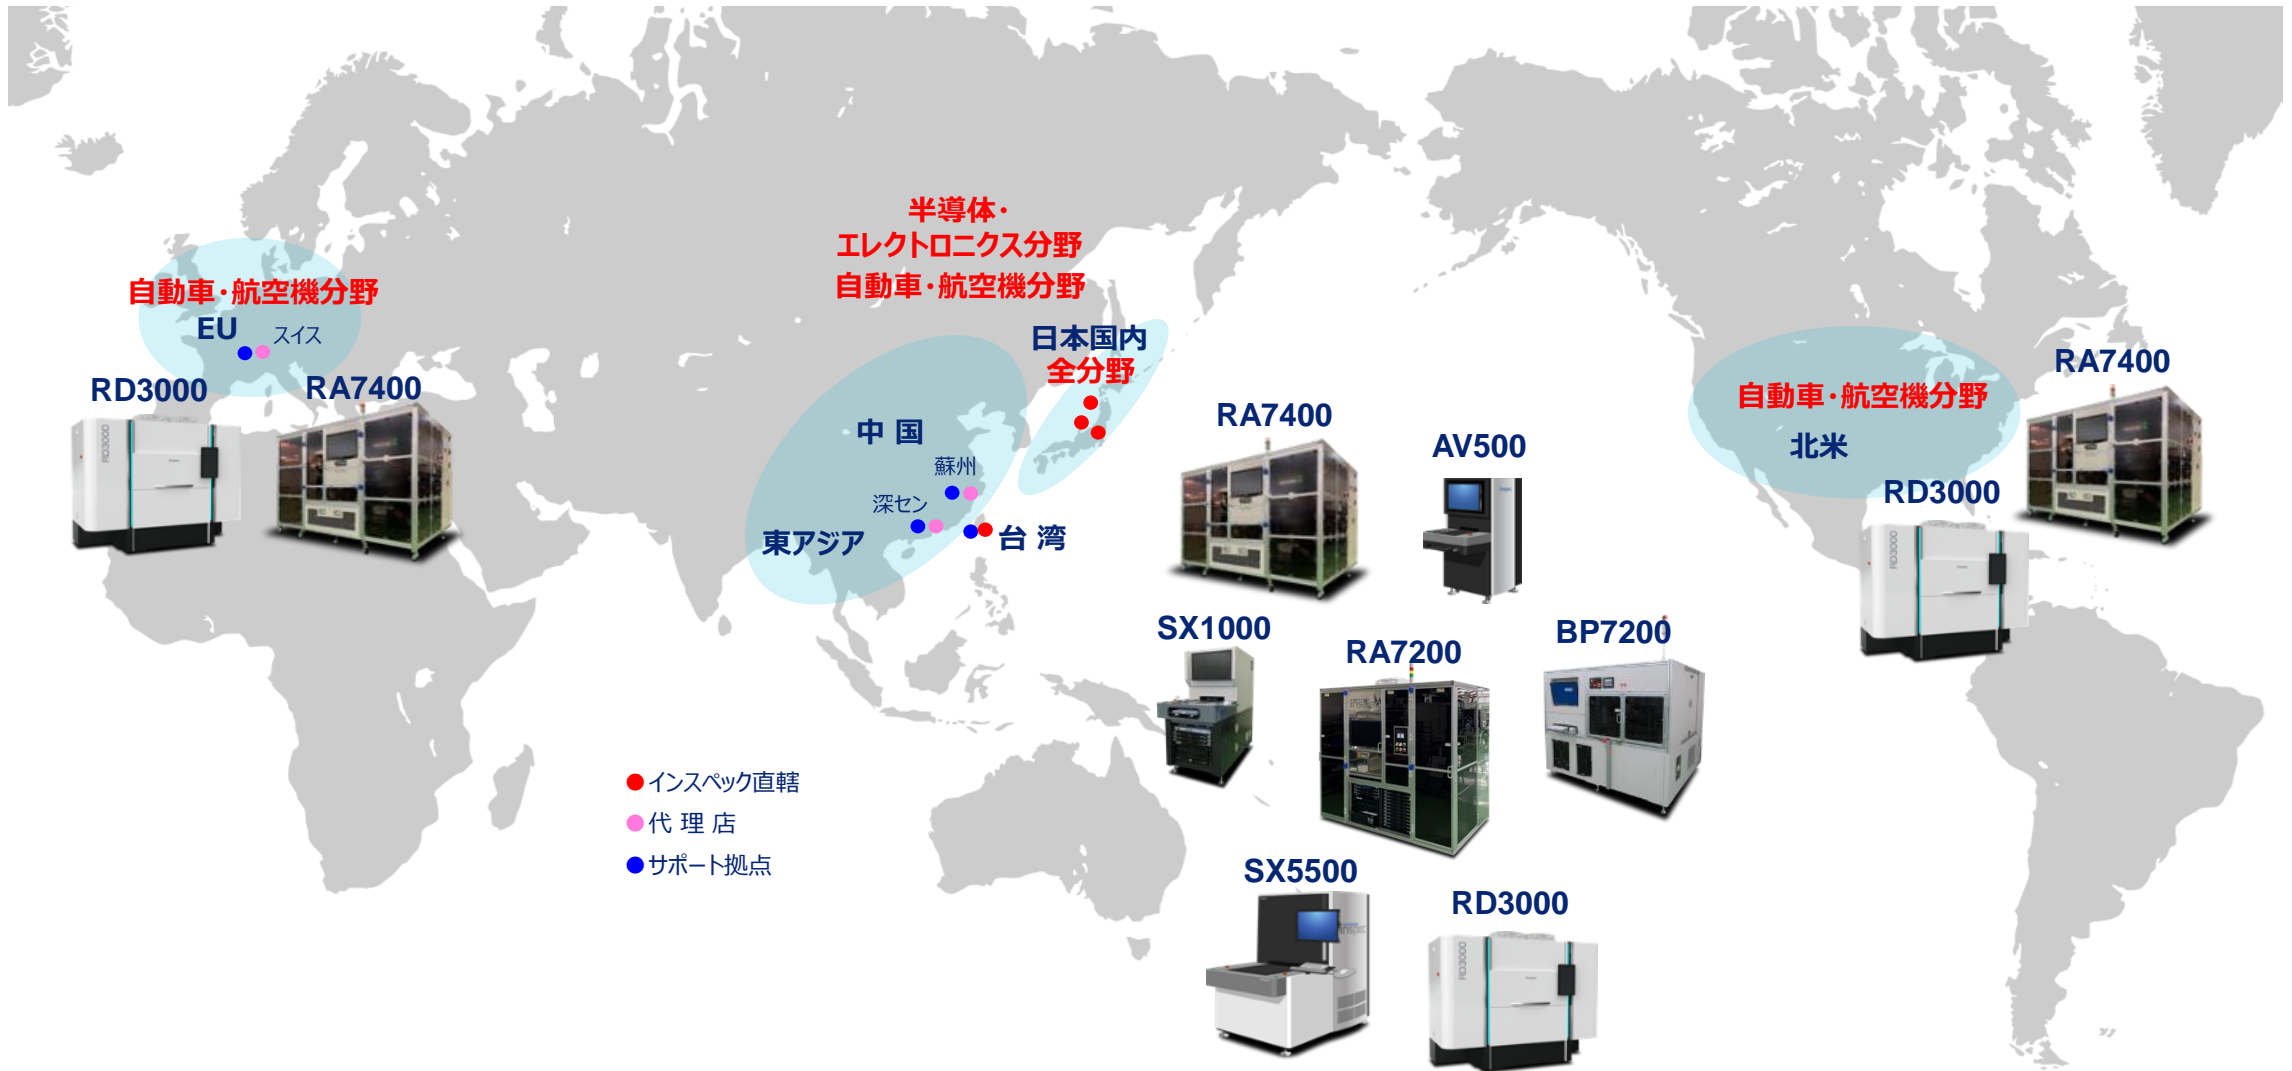 半導体・
エレクトロニクス分野
自動車・航空機分野
自動車・航空機分野
EU
スイス
RD3000
RA7400
RD3000
日本国内
全分野
中 国
蘇州
深セン
東アジア
台 湾
RA7400
AV500
SX1000
RA7200
BP7200
SX5500
RD3000
RD3000
自動車・航空機分野
北米
RA7400
RD3000
RD3000
インスペック直轄
代 理 店
サポート拠点